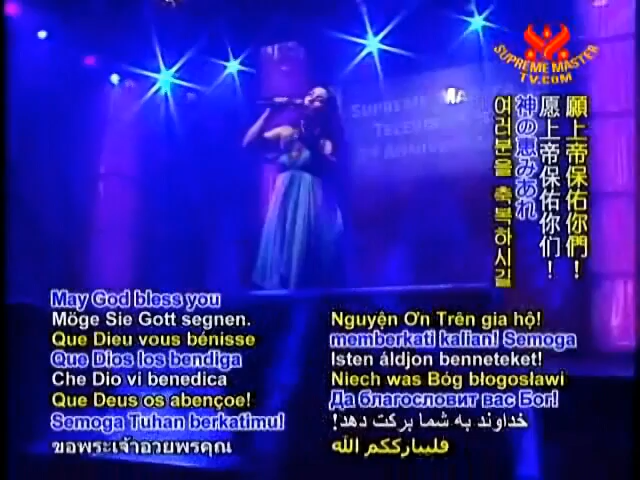 SUPREME MASTER
TV.COM
SUPREME MA
TELEVIS
ANNIVE
願上帝保佑你們!
愿上帝保佑你们!
神の恵みあれ
여러분을 축복하시길
May God bless you
Möge Sie Gott segnen.
Que Dieu vous bénisse
Que Dios los bendiga
Che Dio vi benedica
Que Deus os abençoe!
Semoga Tuhan berkatimu!
ขอพระเจ้าอวยพรคุณ
Nguyện Ơn Trên gia hộ!
memberkati kalian! Semoga
Isten áldjon benneteket!
Niech was Bóg błogosławi
Да благословит вас Бог!
خداوند به شما برکت دهد!
فليبارككم الله